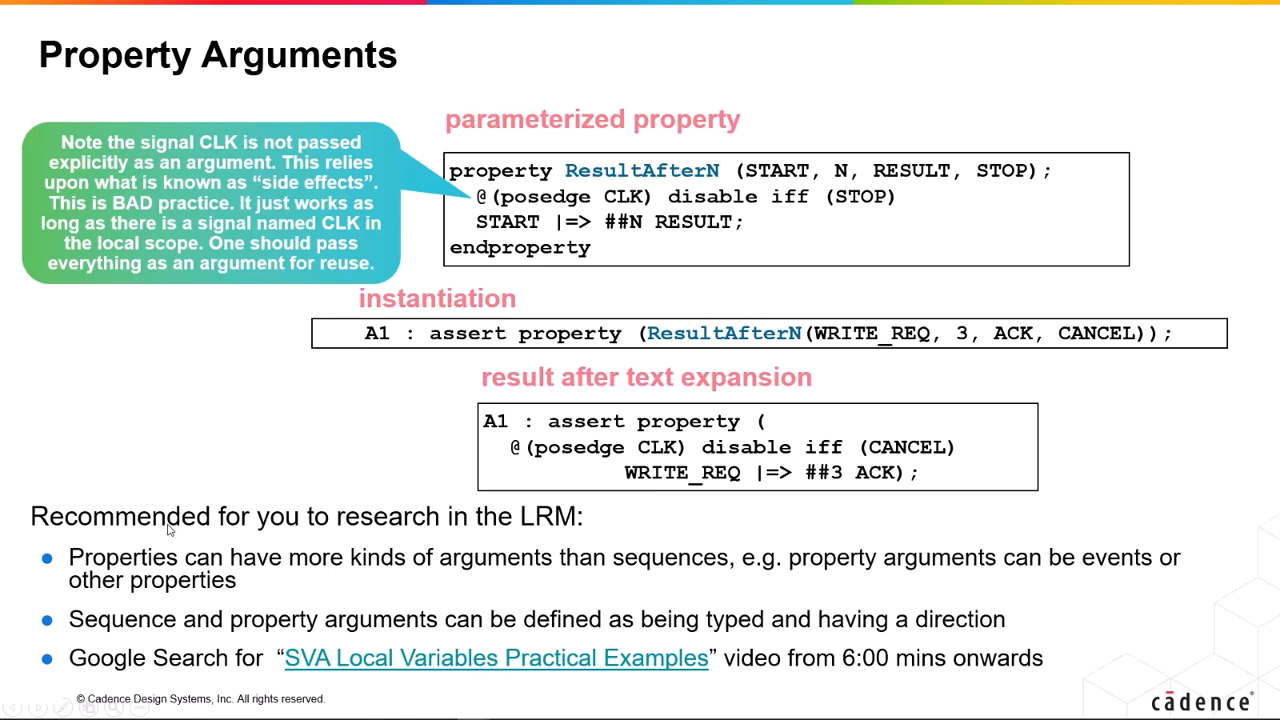 Property Arguments
Note the signal CLK is not passed
explicitly as an argument. This relies
upon what is known as “side effects”.
This is BAD practice. It just works as
long as there is a signal named CLK in
the local scope. One should pass
everything as an argument for reuse.
parameterized property
property ResultAfterN (START, N, RESULT, STOP);
@(posedge CLK) disable iff (STOP)
START |=> ##N RESULT;
endproperty
instantiation
A1 : assert property (ResultAfterN(WRITE_REQ, 3, ACK, CANCEL));
result after text expansion
A1 : assert property (
@(posedge CLK) disable iff (CANCEL)
WRITE_REQ |=> ##3 ACK);
Recommended for you to research in the LRM:
• Properties can have more kinds of arguments than sequences, e.g. property arguments can be events or
other properties
• Sequence and property arguments can be defined as being typed and having a direction
• Google Search for “SVA Local Variables Practical Examples” video from 6:00 mins onwards
© Cadence Design Systems, Inc. All rights reserved.
cādence®